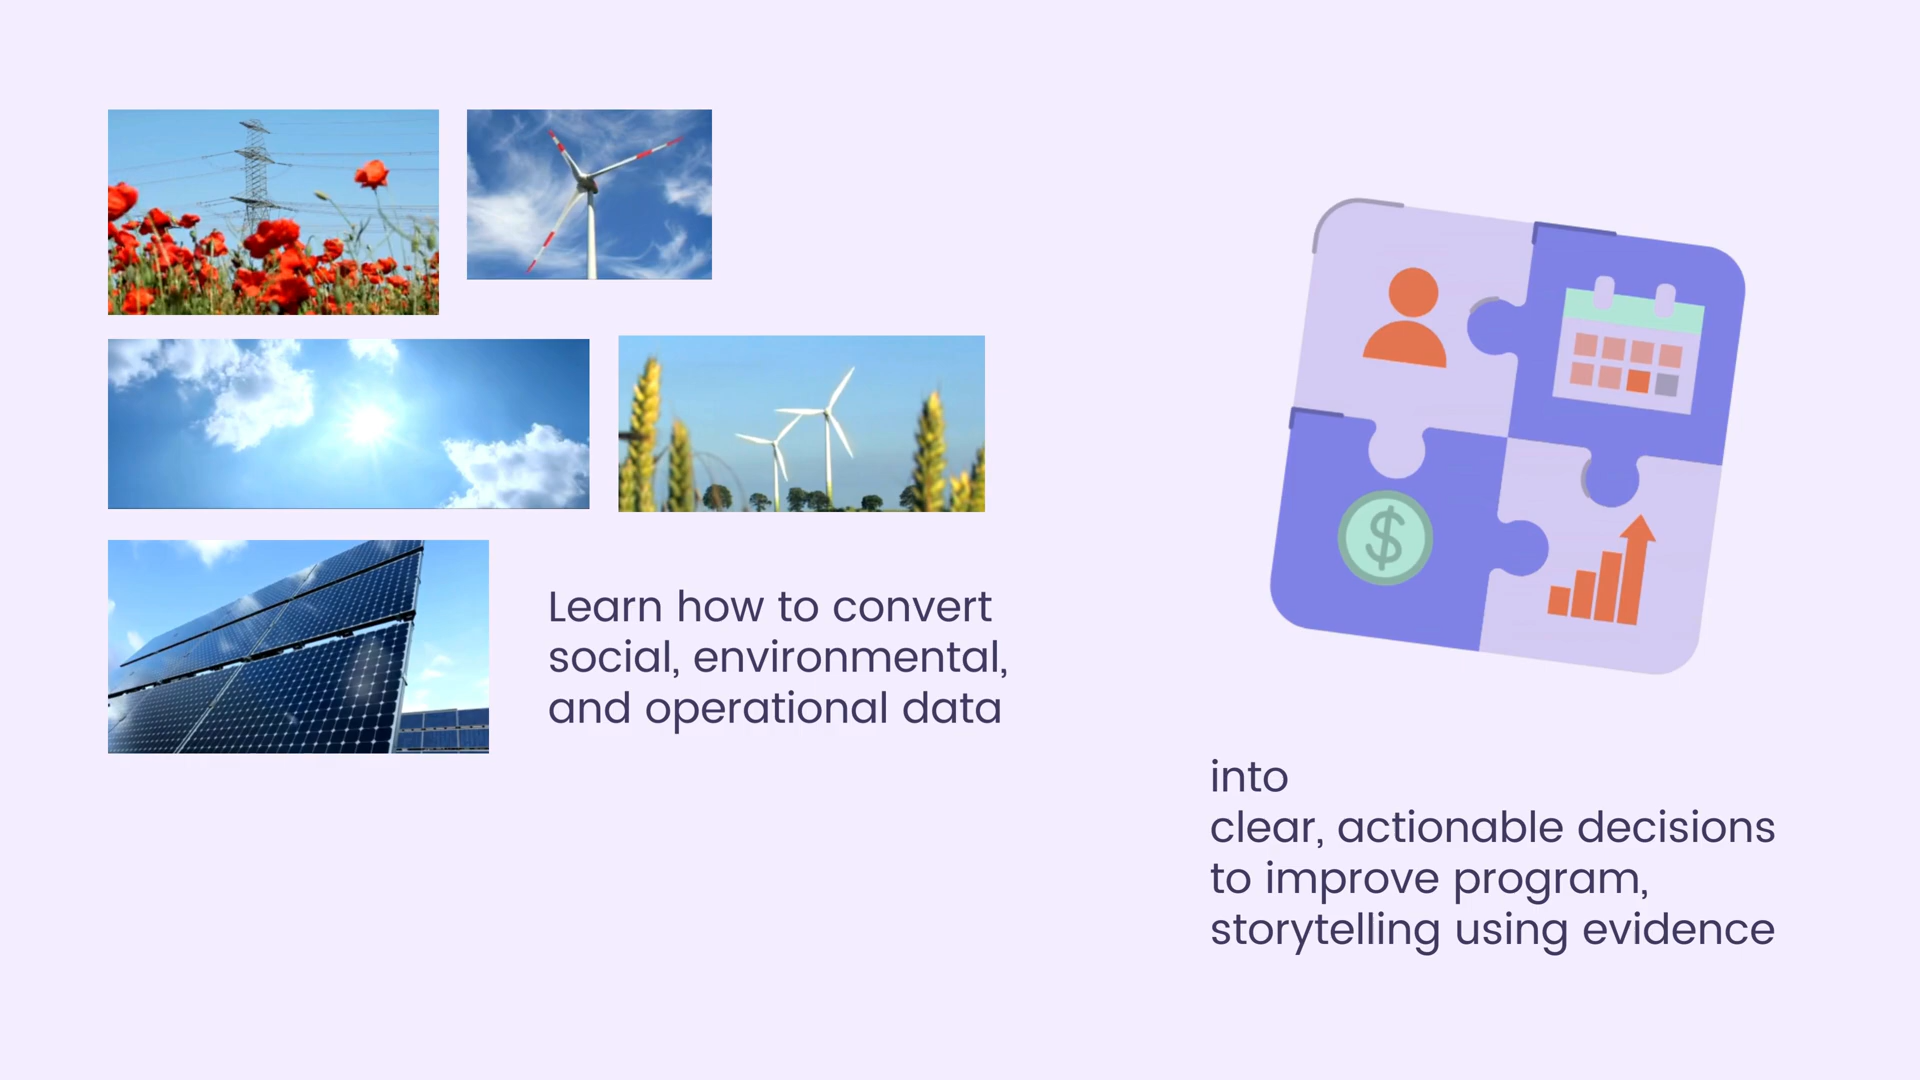 Learn how to convert
social, environmental,
and operational data
into
clear, actionable decisions
to improve program,
storytelling using evidence
$